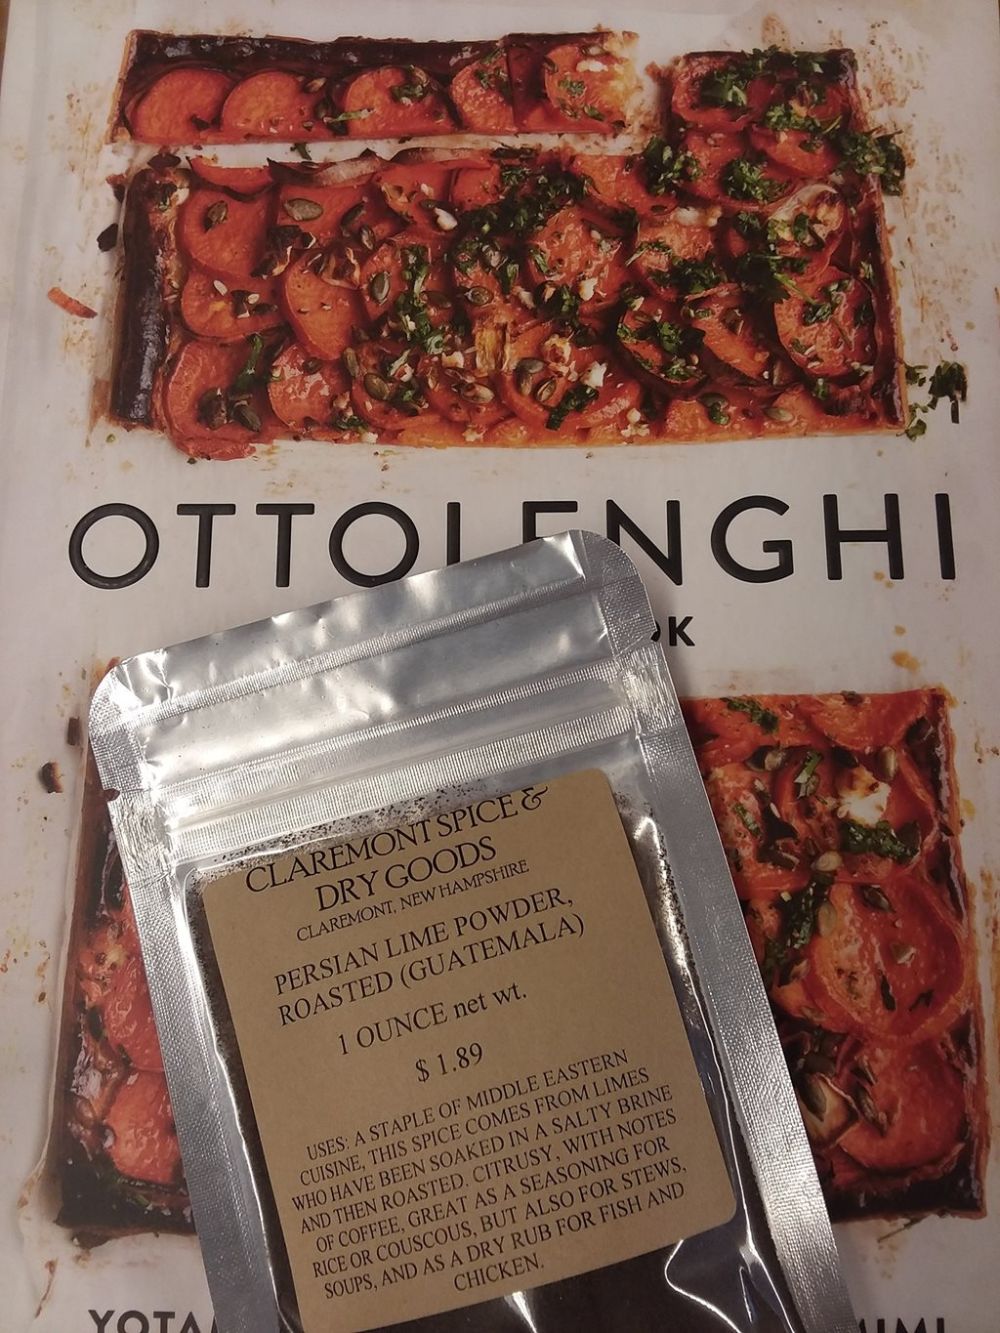 OTTOLENGHI
OK
CLAREMONT SPICE &
DRY GOODS
CLAREMONT, NEW HAMPSHIRE
PERSIAN LIME POWDER,
ROASTED (GUATEMALA)
1 OUNCE net wt.
$ 1.89
USES: A STAPLE OF MIDDLE EASTERN
CUISINE, THIS SPICE COMES FROM LIMES
WHO HAVE BEEN SOAKED IN A SALTY BRINE
AND THEN ROASTED. CITRUSY, WITH NOTES
OF COFFEE, GREAT AS A SEASONING FOR
RICE OR COUSCOUS, BUT ALSO FOR STEWS,
SOUPS, AND AS A DRY RUB FOR FISH AND
CHICKEN.
YOTA
IMI